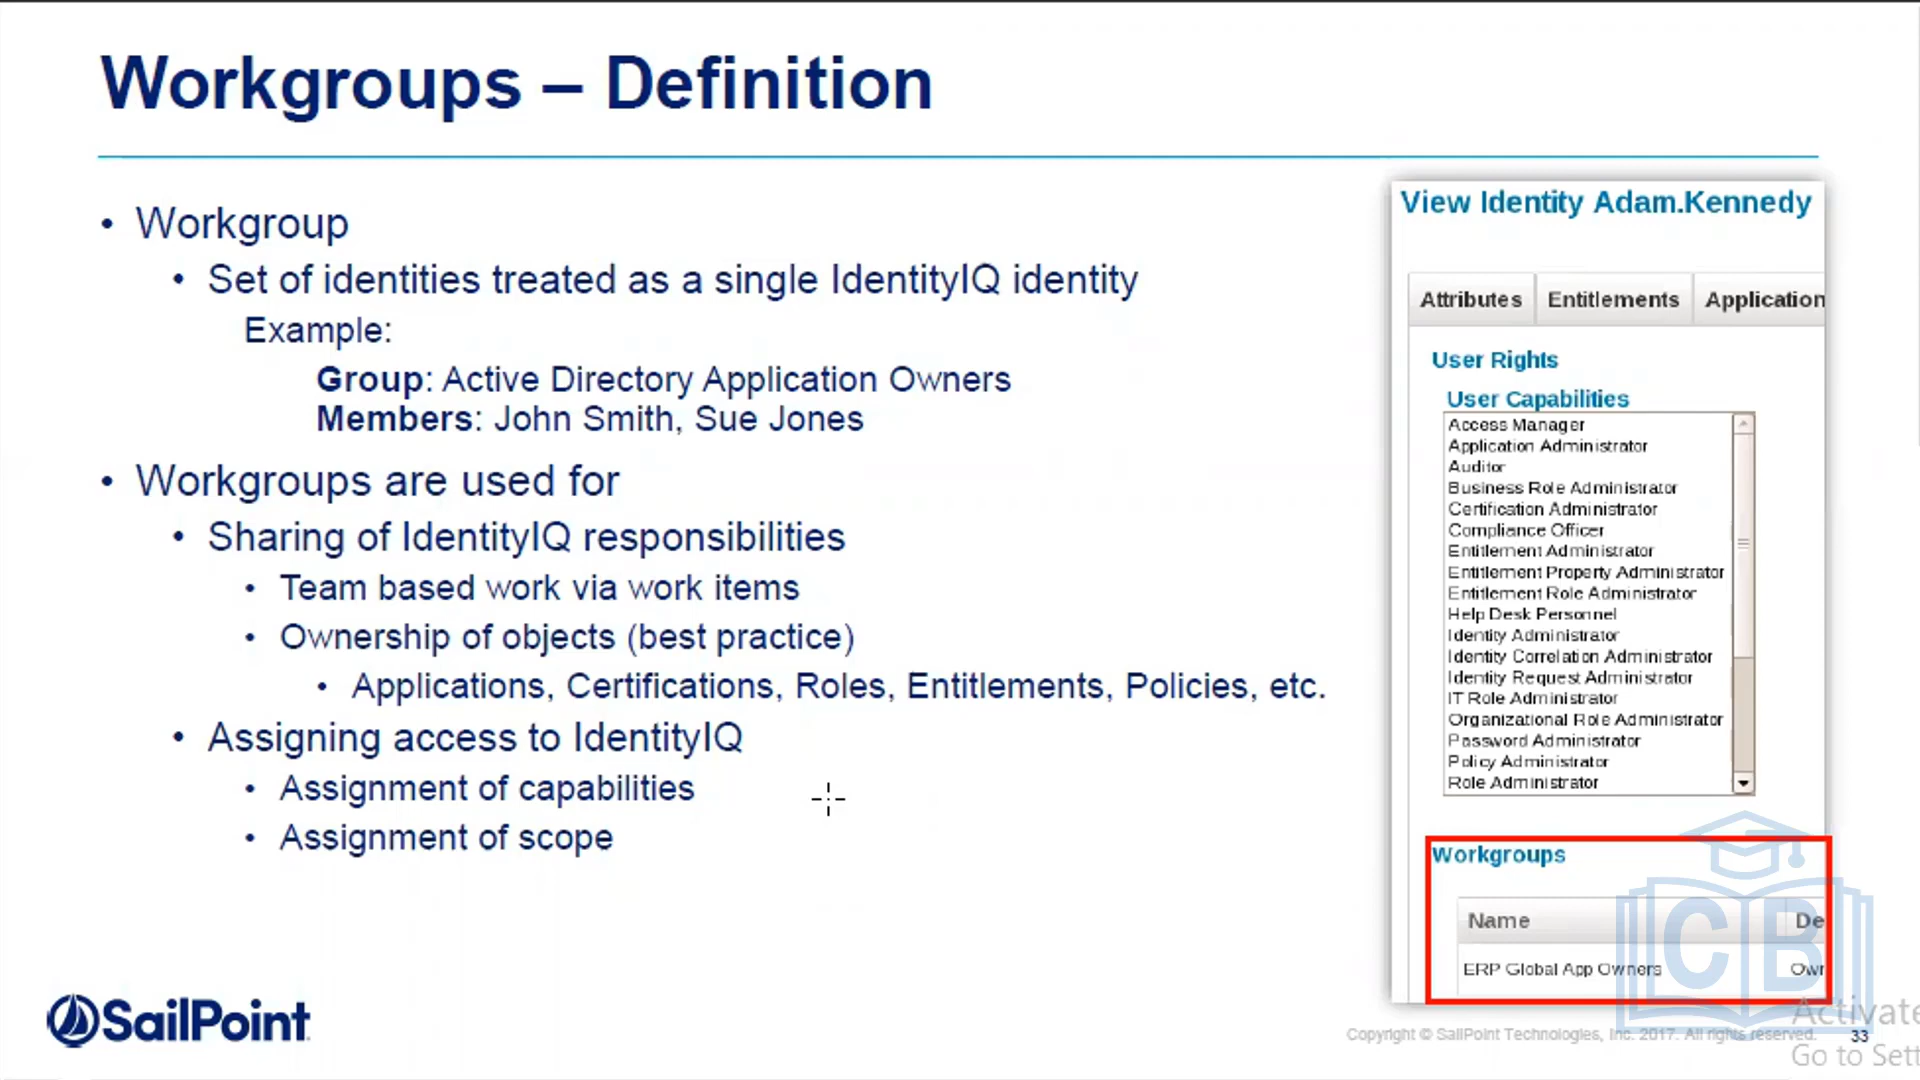 Workgroups – Definition
• Workgroup
• Set of identities treated as a single IdentityIQ identity
Example:
Group: Active Directory Application Owners
Members: John Smith, Sue Jones
• Workgroups are used for
• Sharing of IdentityIQ responsibilities
• Team based work via work items
• Ownership of objects (best practice)
• Applications, Certifications, Roles, Entitlements, Policies, etc.
• Assigning access to IdentityIQ
• Assignment of capabilities
• Assignment of scope
View Identity Adam.Kennedy
Attributes Entitlements Application
User Rights
User Capabilities
Access Manager
Application Administrator
Auditor
Business Role Administrator
Certification Administrator
Compliance Officer
Entitlement Administrator
Entitlement Property Administrator
Entitlement Role Administrator
Help Desk Personnel
Identity Administrator
Identity Correlation Administrator
Identity Request Administrator
IT Role Administrator
Organizational Role Administrator
Password Administrator
Policy Administrator
Role Administrator
Workgroups
Name De
ERP Global App Owners Owr
CB
SailPoint
Copyright © SailPoint Technologies, Inc. 2017. All rights reserved. 33
Activate
Go to Sett